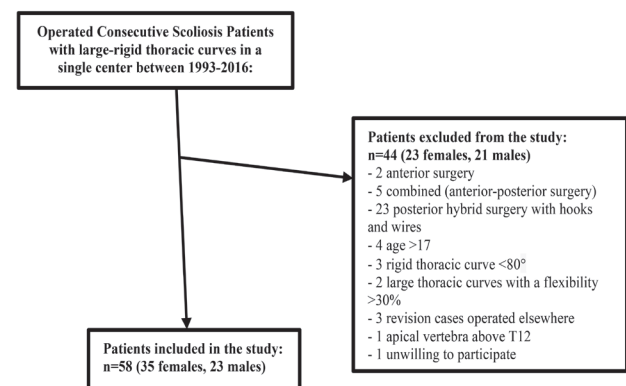 Operated Consecutive Scoliosis Patients
with large-rigid thoracic curves in a
single center between 1993-2016:
Patients excluded from the study:
n=44 (23 females, 21 males)
- 2 anterior surgery
- 5 combined (anterior-posterior surgery)
- 23 posterior hybrid surgery with hooks
and wires
- 4 age >17
- 3 rigid thoracic curve <80°
- 2 large thoracic curves with a flexibility
>30%
- 3 revision cases operated elsewhere
- 1 apical vertebra above T12
- 1 unwilling to participate
Patients included in the study:
n=58 (35 females, 23 males)